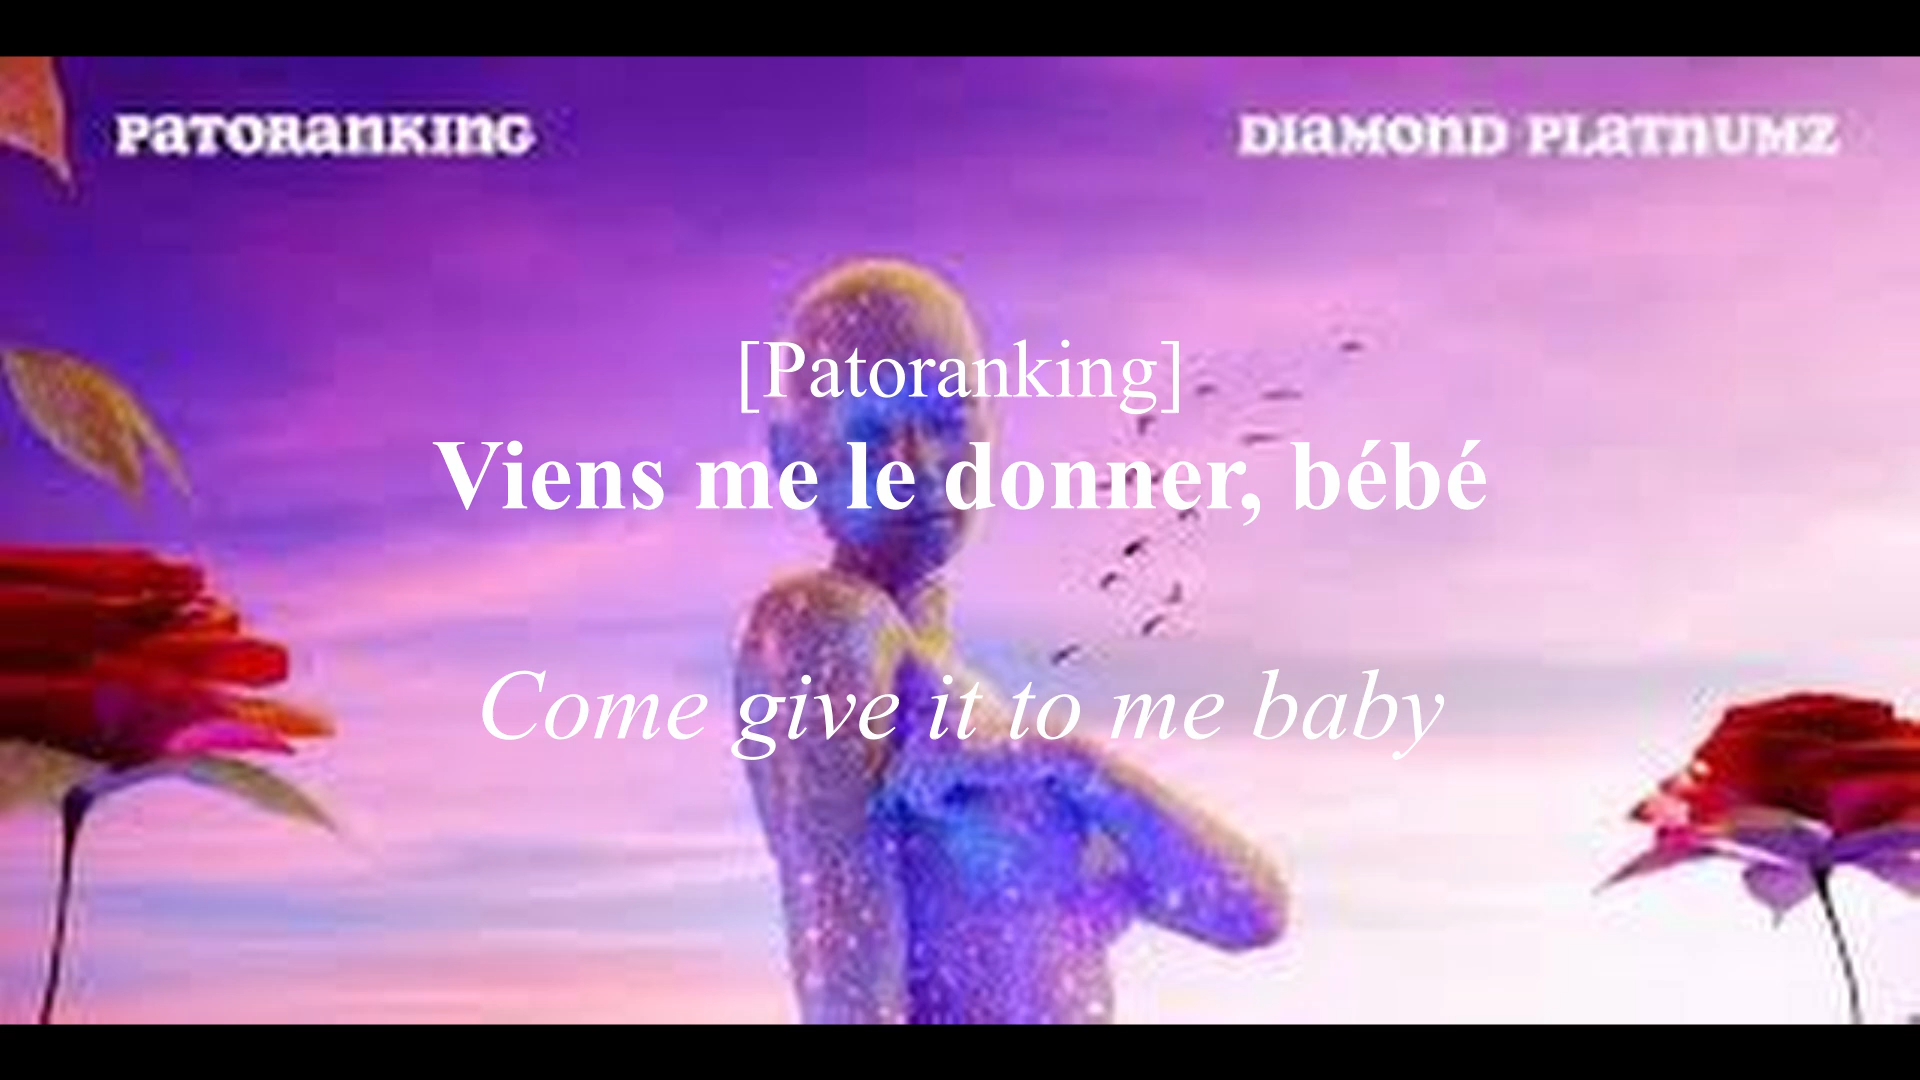 PATORANKING
DIAMOND PLATNUMZ
[Patoranking]
Viens me le donner, bébé
Come give it to me baby